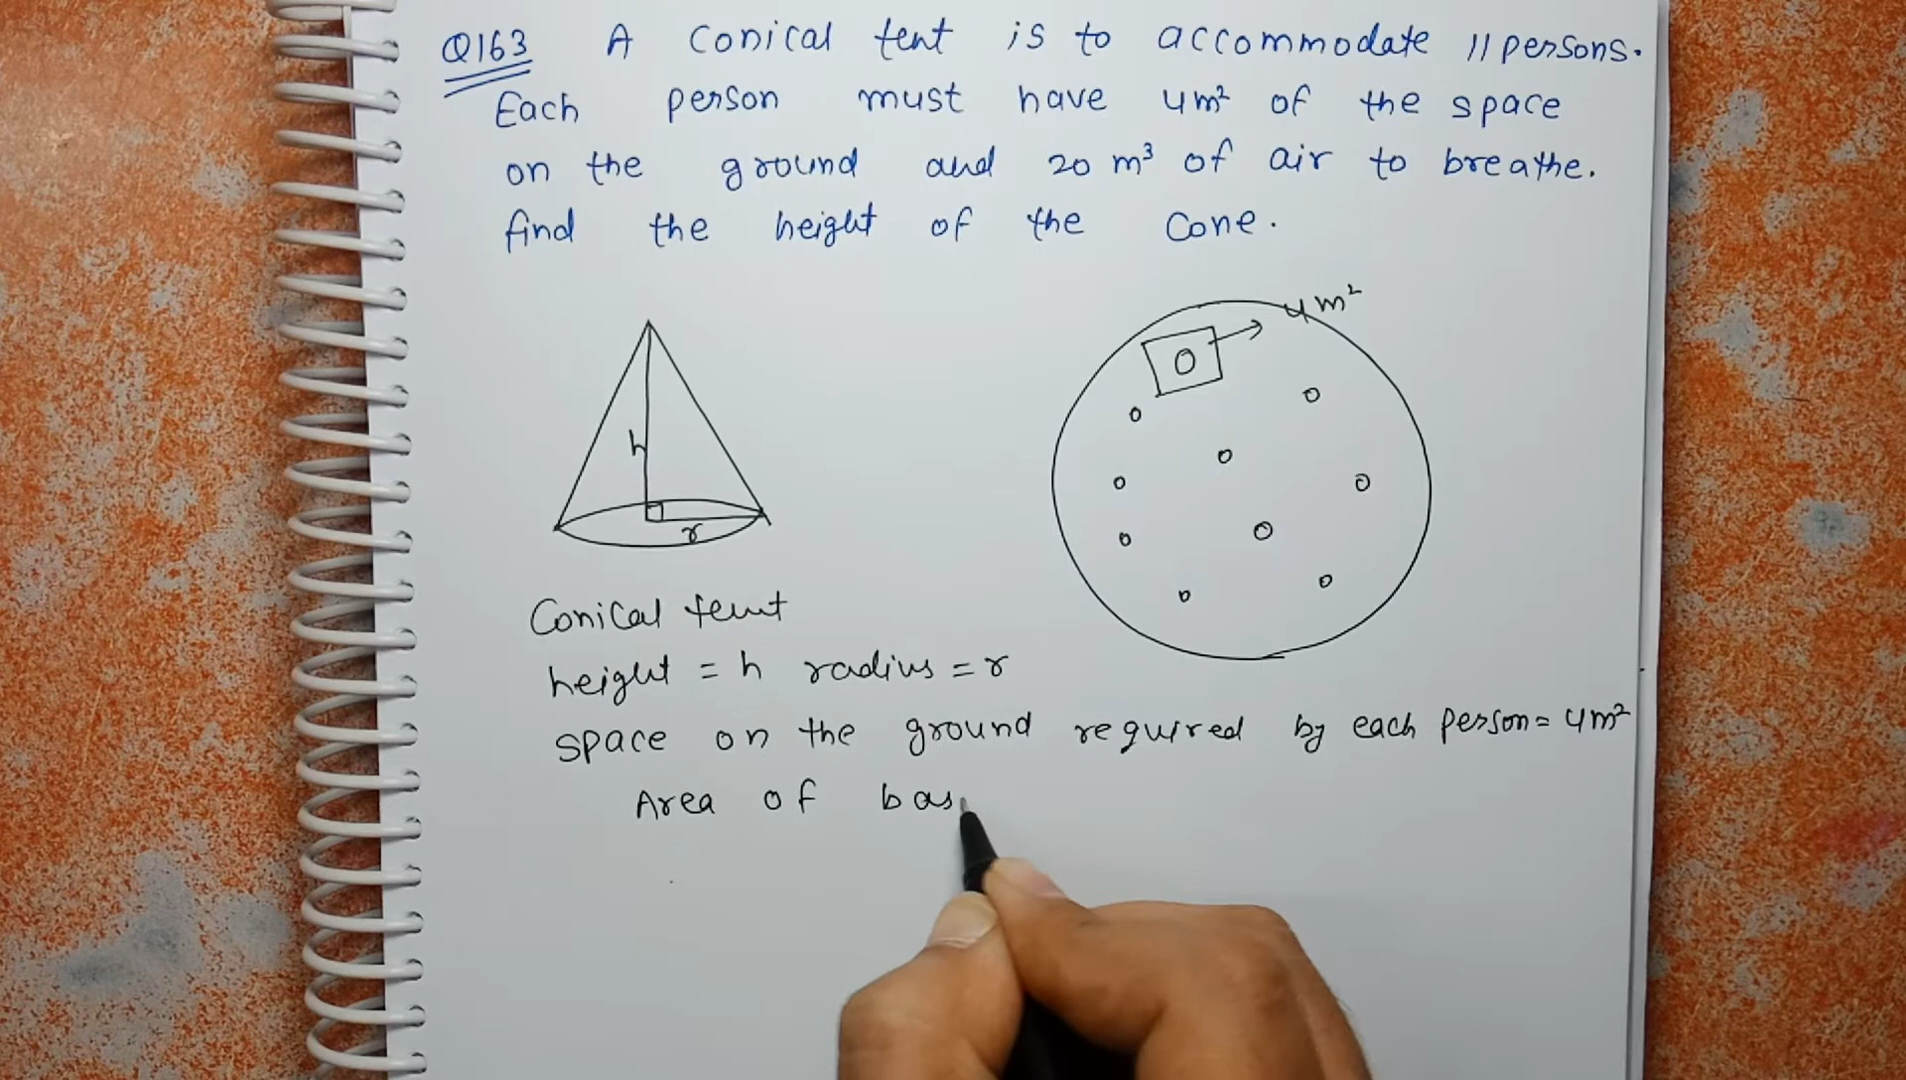 Q163 A conical tent is to accommodate 11 persons.
Each person must have 4m² of the space
on the ground and 20 m³ of air to breathe.
find the height of the Cone.
4m²
h
r
Conical tent
height = h radius = r
space on the ground required by each person = 4m²
Area of bas